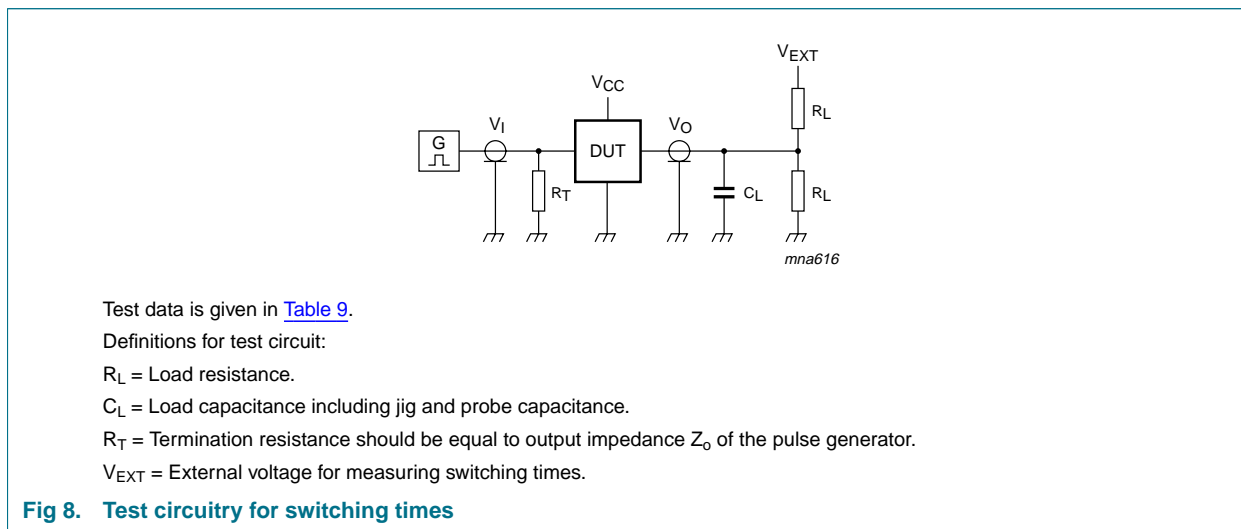 VEXT
VCC
RL
VI
VO
G
DUT
RT
CL
RL
mna616
Test data is given in Table 9.
Definitions for test circuit:
RL = Load resistance.
CL = Load capacitance including jig and probe capacitance.
RT = Termination resistance should be equal to output impedance Zo of the pulse generator.
VEXT = External voltage for measuring switching times.
Fig 8. Test circuitry for switching times